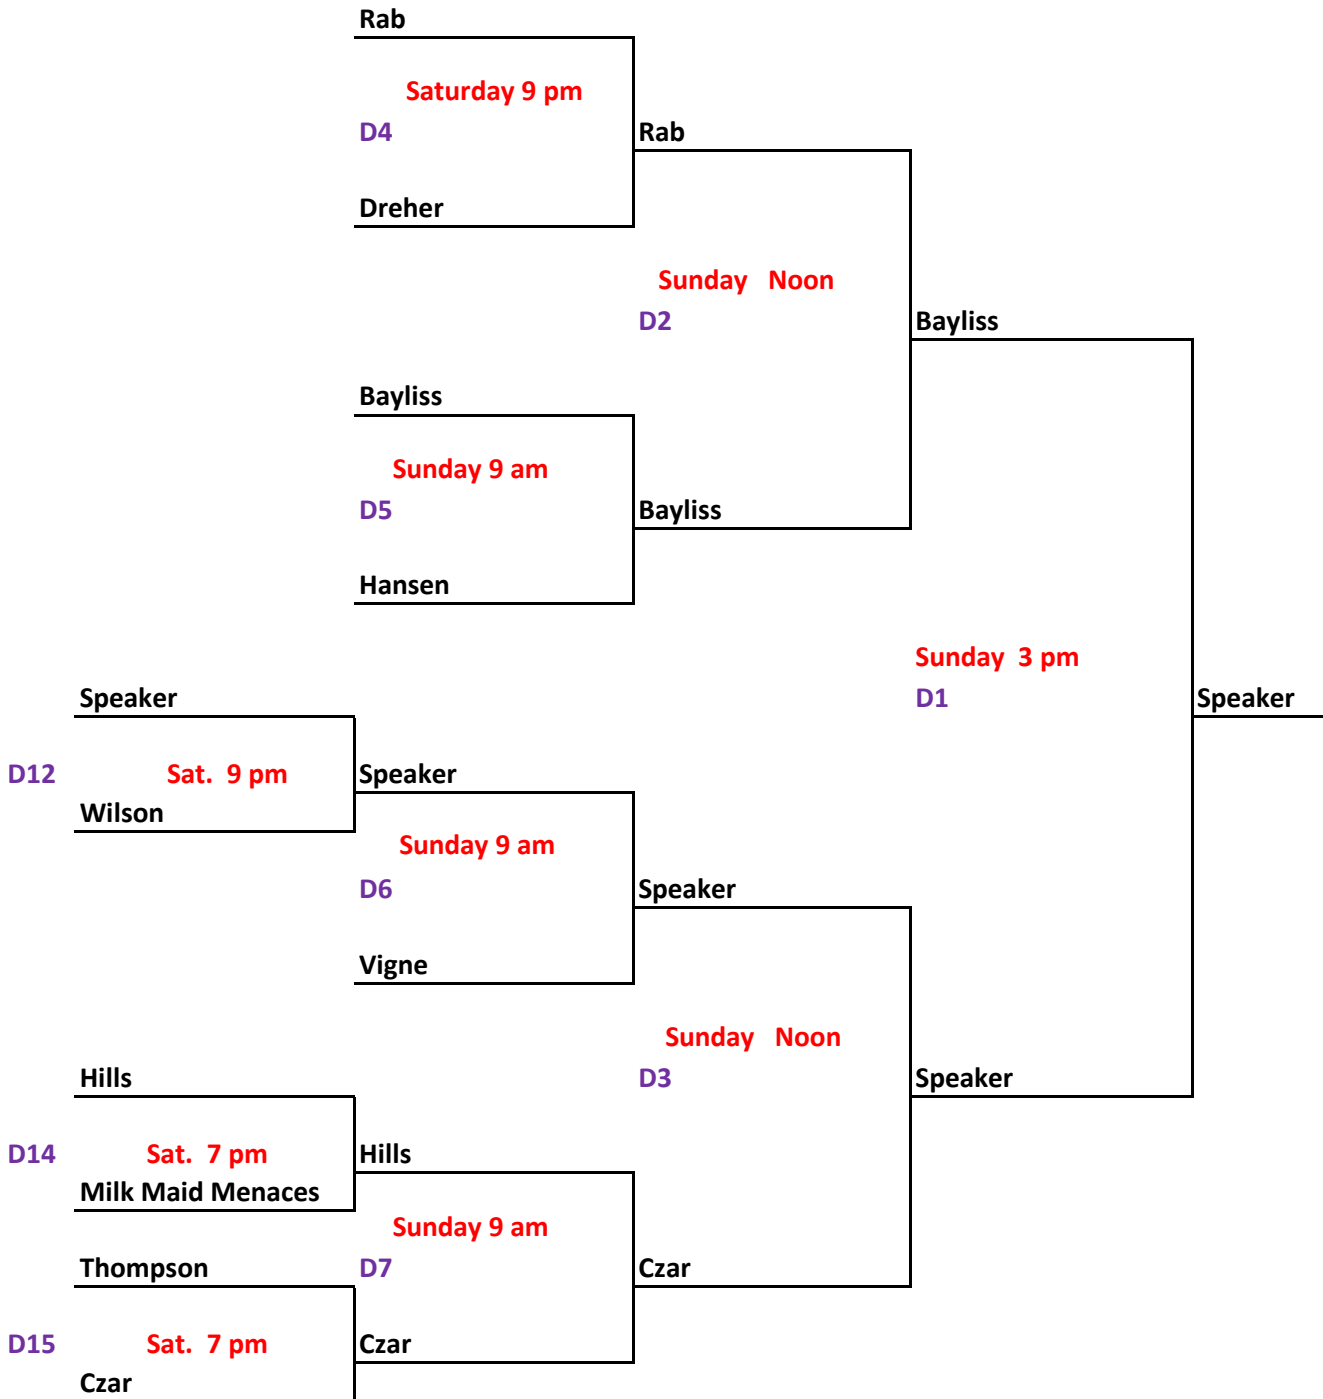 Rab
Saturday 9 pm
D4
Rab
Dreher
Sunday Noon
D2
Bayliss
Bayliss
Sunday 9 am
D5
Bayliss
Hansen
Sunday 3 pm
Speaker
D1
Speaker
D12
Sat. 9 pm
Speaker
Wilson
Sunday 9 am
D6
Speaker
Vigne
Sunday Noon
Hills
D3
Speaker
D14
Sat. 7 pm
Hills
Milk Maid Menaces
Sunday 9 am
Thompson
D7
Czar
D15
Sat. 7 pm
Czar
Czar